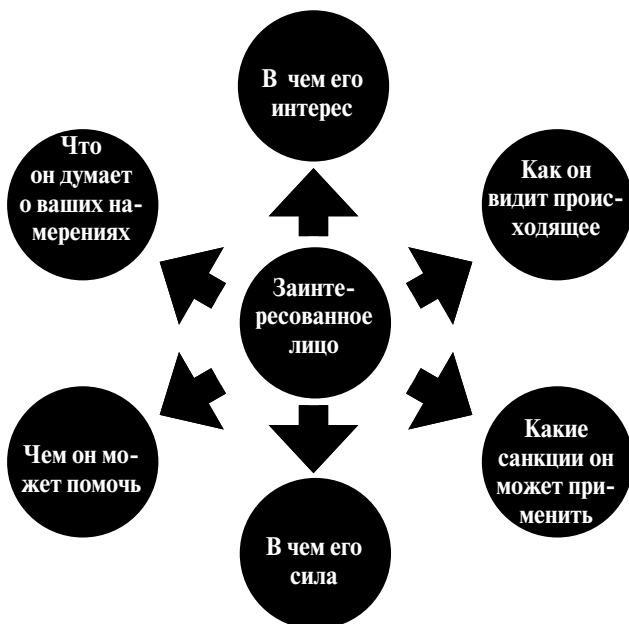 В чем его
интерес
Что
он думает
о ваших на-
мерениях
Как он
видит проис-
ходящее
Заинте-
ресованное
лицо
Чем он мо-
жет помочь
Какие
санкции он
может при-
менить
В чем его
сила